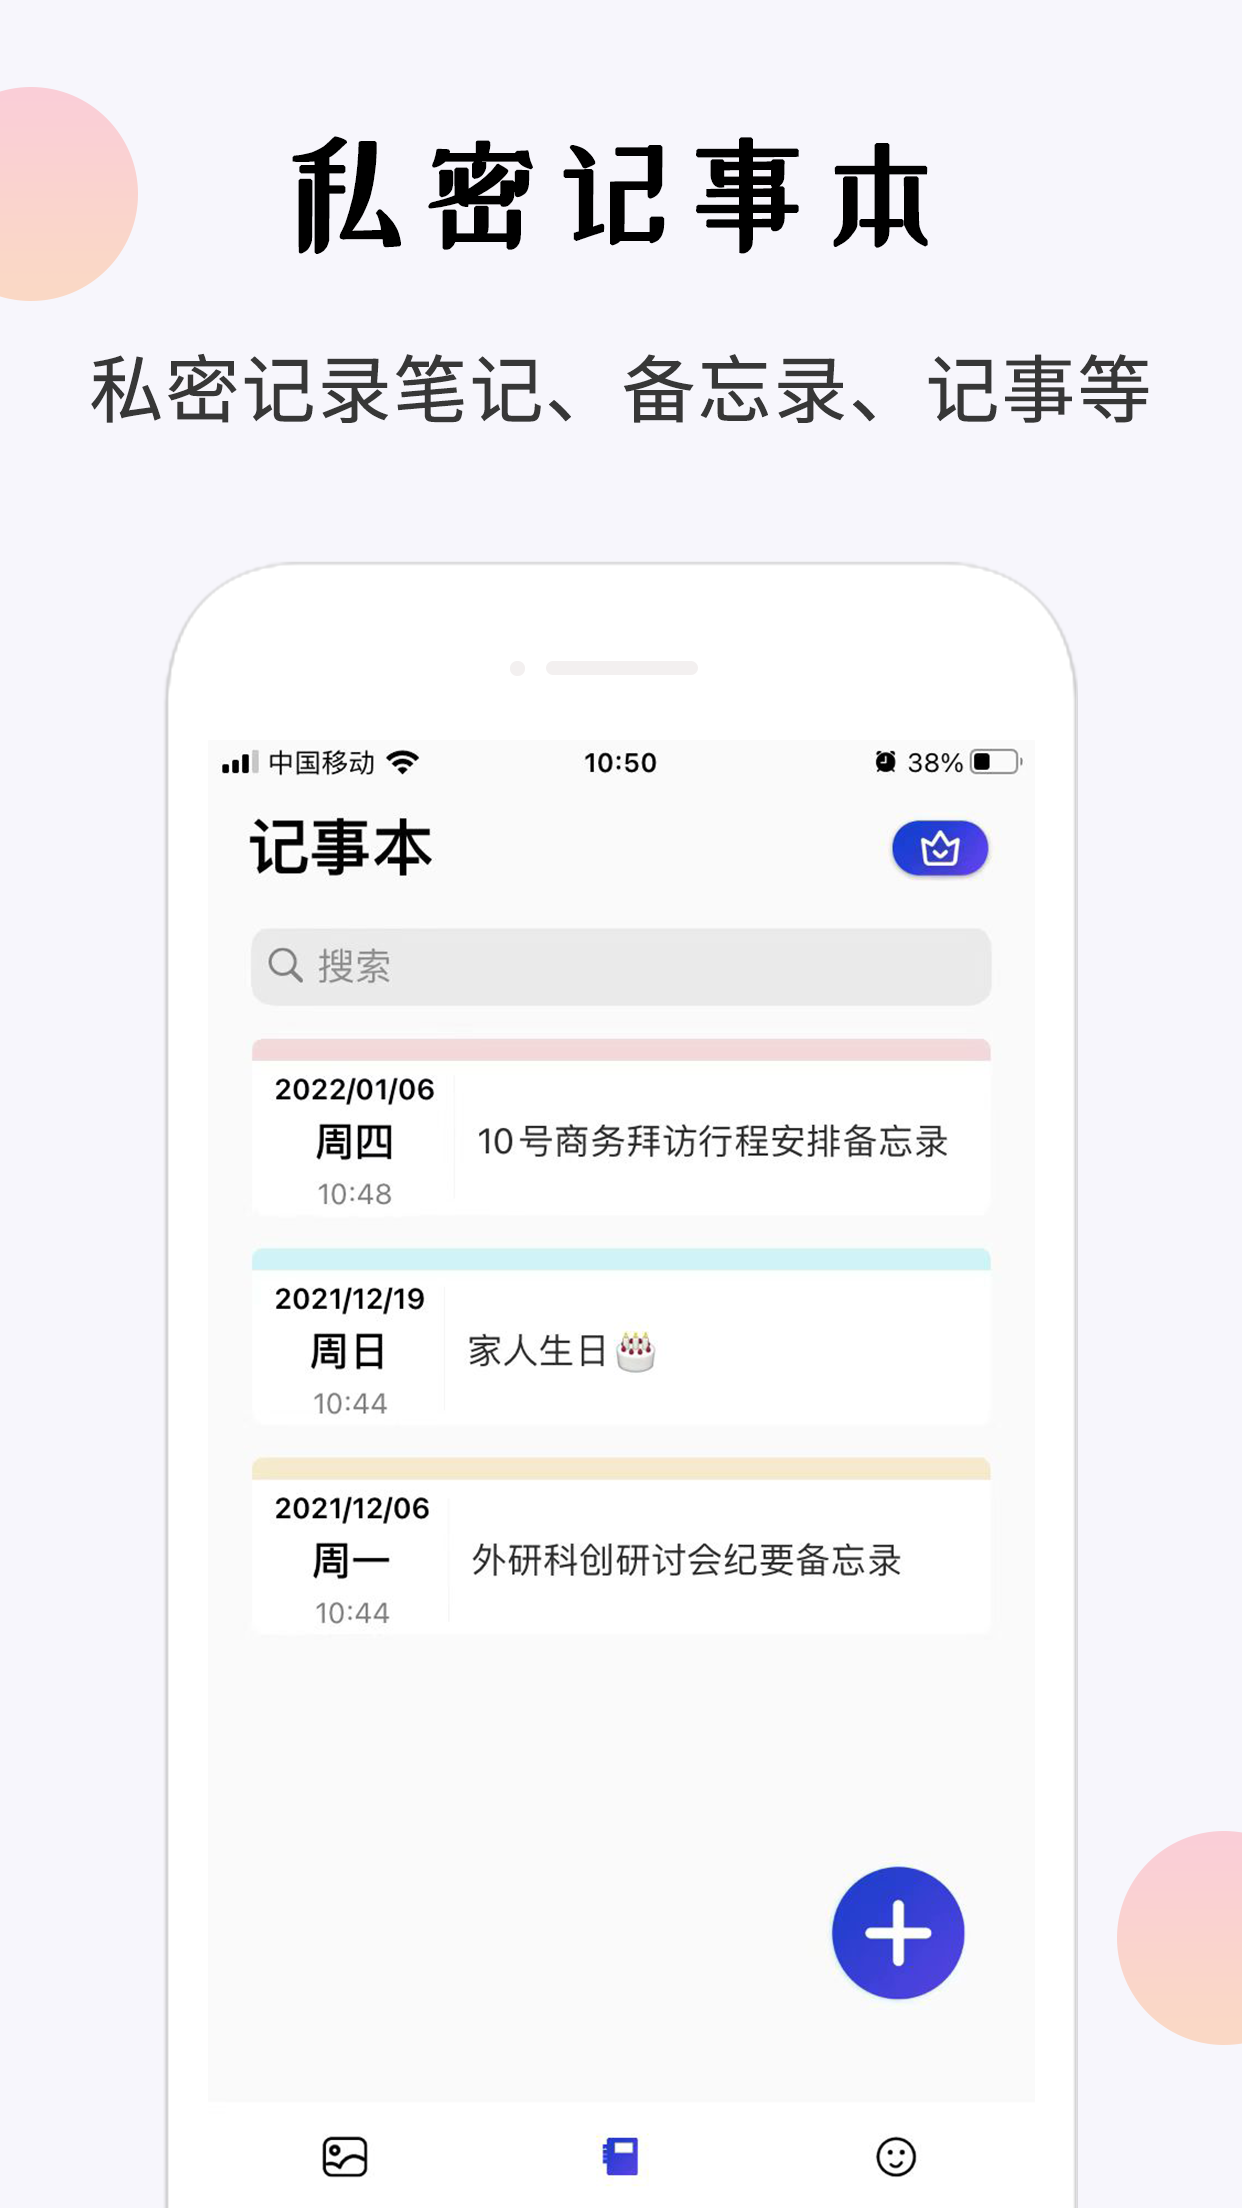 私密记事本
私密记录笔记、备忘录、记事等
中国移动 10:50 38%
记事本
搜索
2022/01/06
周四
10:48
10号商务拜访行程安排备忘录
2021/12/19
周日
10:44
家人生日🎂
2021/12/06
周一
10:44
外研科创研讨会纪要备忘录